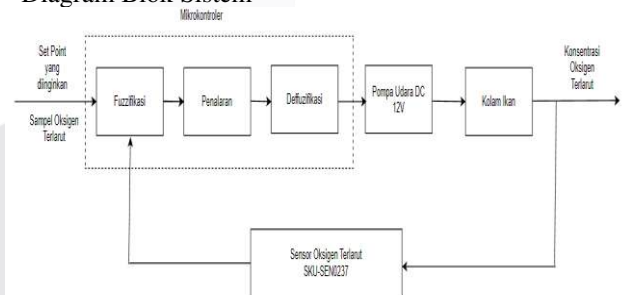 Diagram Blok Sistem
Mikrokontroler
Set Point
yang
diinginkan
Sampel Oksigen
Terlarut
Fuzzifikasi
Penalaran
Deffuzifikasi
Pompa Udara DC
12V
Kolam Ikan
Konsentrasi
Oksigen
Terlarut
Sensor Oksigen Terlarut
SKU-SEN0237